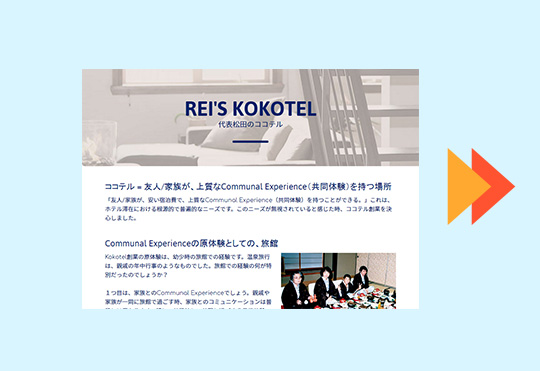 REI'S KOKOTEL
代表松田のココテル
ココテル = 友人/家族が、上質なCommunal Experience（共同体験）を持つ場所
『友人/家族が、安い宿泊費で、上質なCommunal Experience（共同体験）を持つことができる。』これは、
ホテル滞在における根源的で普遍的なニーズです。このニーズが無視されていると感じた時、ココテル創業を決
心しました。
Communal Experienceの原体験としての、旅館
Kokotel創業の原体験は、幼少時の旅館での経験です。温泉旅行
は、親戚の年中行事のようなものでした。旅館での経験の何が特
別だったのでしょうか？
１つ目は、家族とのCommunal Experienceでしょう。親戚や
家族が一同に旅館で過ごす時、家族とのコミュニケーションは普